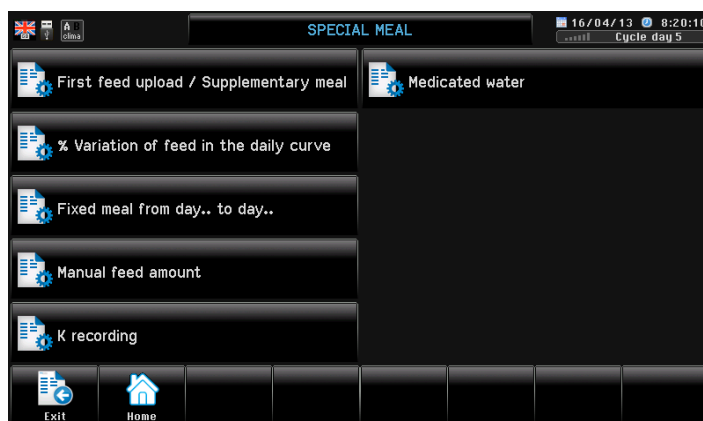 A
clima
SPECIAL MEAL
16/04/13 8:20:10
Cycle day 5
First feed upload / Supplementary meal
Medicated water
% Variation of feed in the daily curve
Fixed meal from day.. to day..
Manual feed amount
K recording
Exit
Home